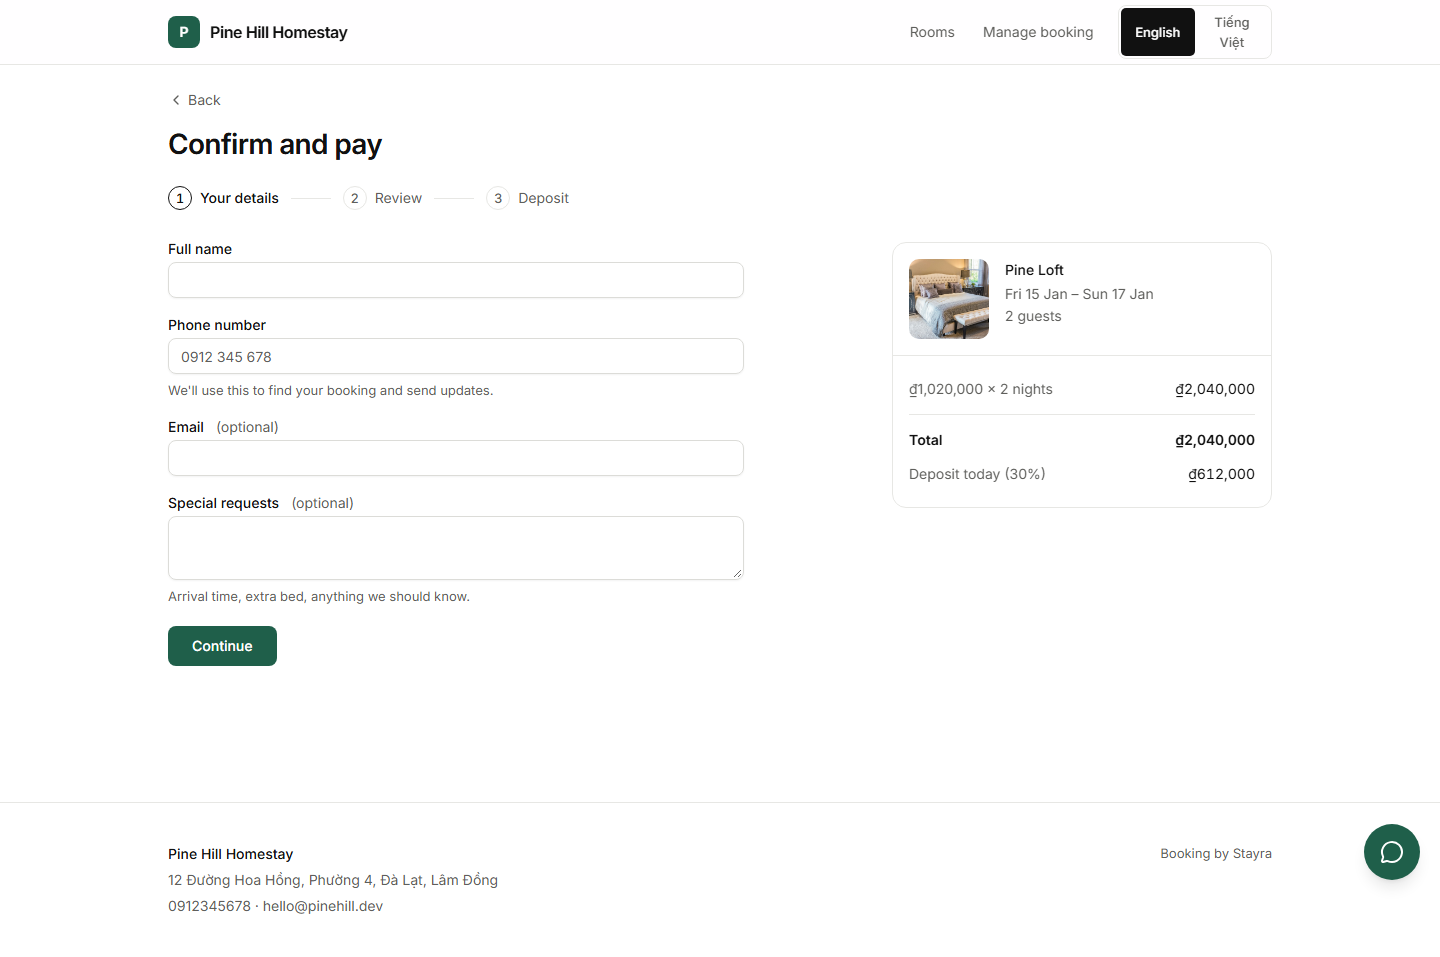 P
Pine Hill Homestay
Rooms
Manage booking
English
Tiếng
Việt
Back
Confirm and pay
1 Your details
2 Review
3 Deposit
Full name
Phone number
0912 345 678
We'll use this to find your booking and send updates.
Email (optional)
Special requests (optional)
Arrival time, extra bed, anything we should know.
Continue
Pine Loft
Fri 15 Jan – Sun 17 Jan
2 guests
₫1,020,000 × 2 nights ₫2,040,000
Total ₫2,040,000
Deposit today (30%) ₫612,000
Pine Hill Homestay
12 Đường Hoa Hồng, Phường 4, Đà Lạt, Lâm Đồng
0912345678 · hello@pinehill.dev
Booking by Stayra